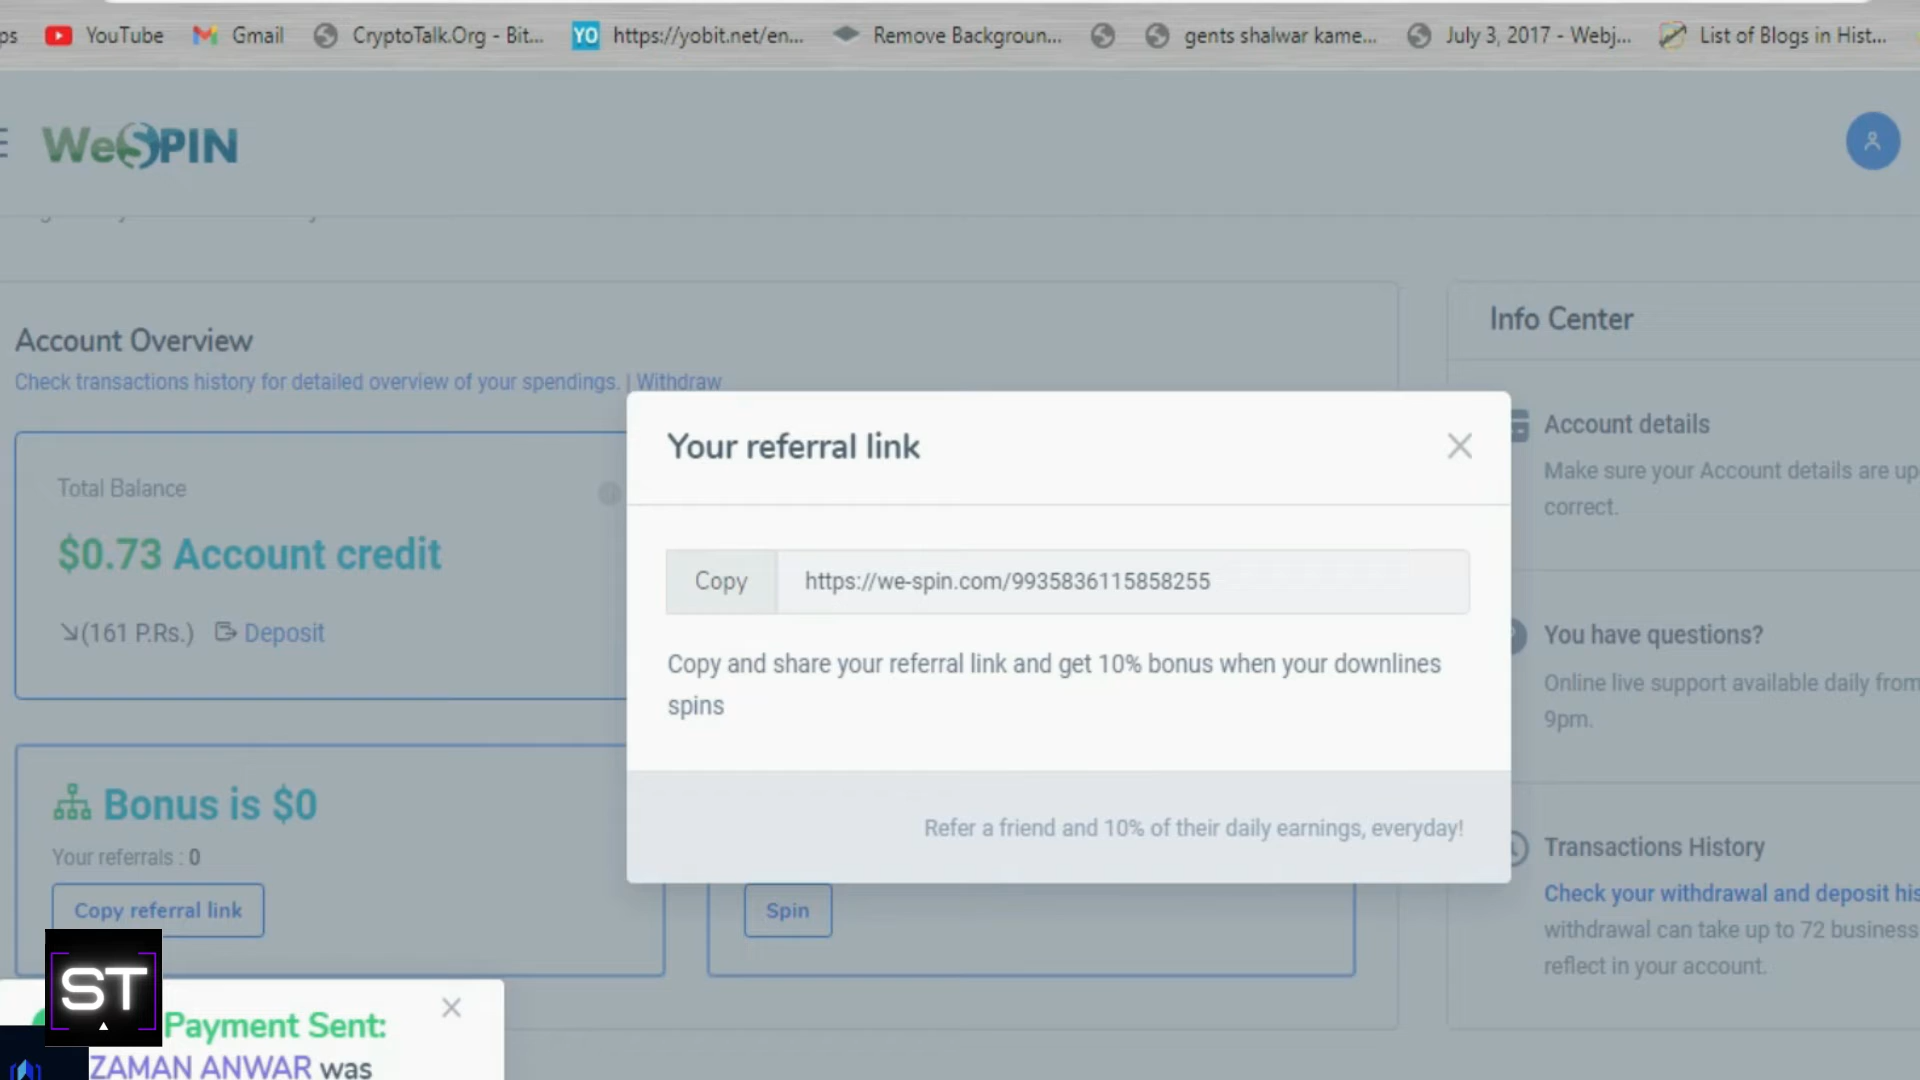 ps YouTube Gmail CryptoTalk.Org - Bit... YO https://yobit.net/en... Remove Backgroun... gents shalwar kame... July 3, 2017 - Webj... List of Blogs in Hist...
WeSPIN
Account Overview
Check transactions history for detailed overview of your spendings. | Withdraw
Total Balance
$0.73 Account credit
(161 P.Rs.) Deposit
Bonus is $0
Your referrals : 0
Copy referral link
Spin
Your referral link
Copy https://we-spin.com/9935836115858255
Copy and share your referral link and get 10% bonus when your downlines
spins
Refer a friend and 10% of their daily earnings, everyday!
Info Center
Account details
Make sure your Account details are up
correct.
You have questions?
Online live support available daily from
9pm.
Transactions History
Check your withdrawal and deposit his
withdrawal can take up to 72 business
reflect in your account.
ST
Payment Sent:
ZAMAN ANWAR was